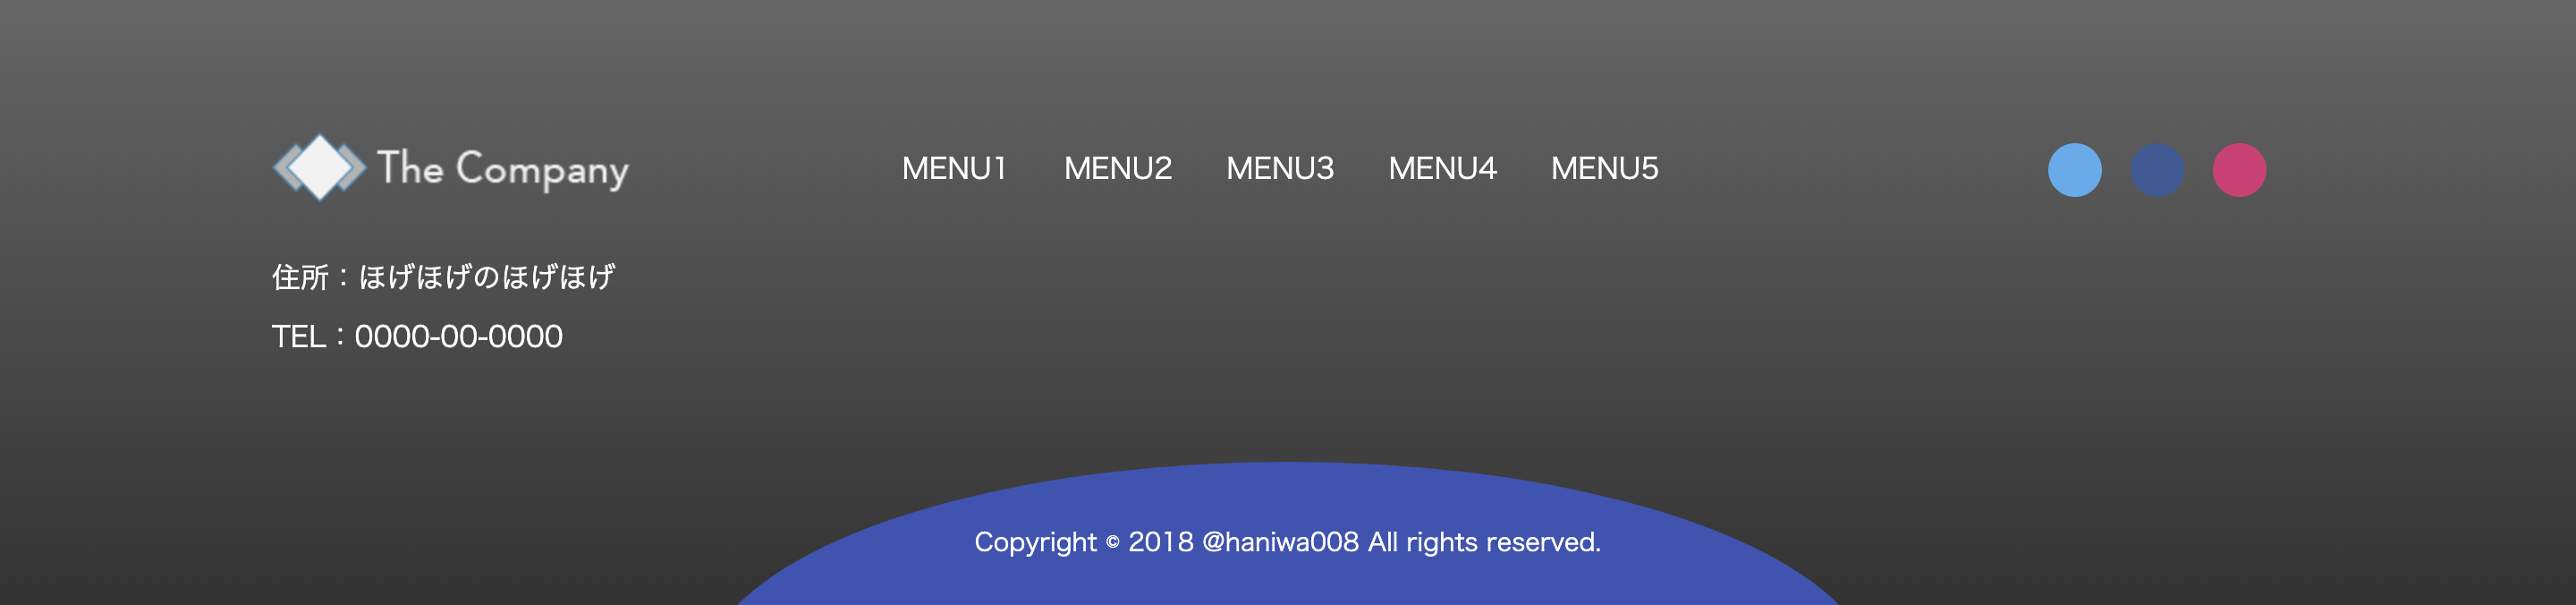 The Company
MENU1 MENU2 MENU3 MENU4 MENU5
住所：ほげほげのほげほげ
TEL：0000-00-0000
Copyright © 2018 @haniwa008 All rights reserved.